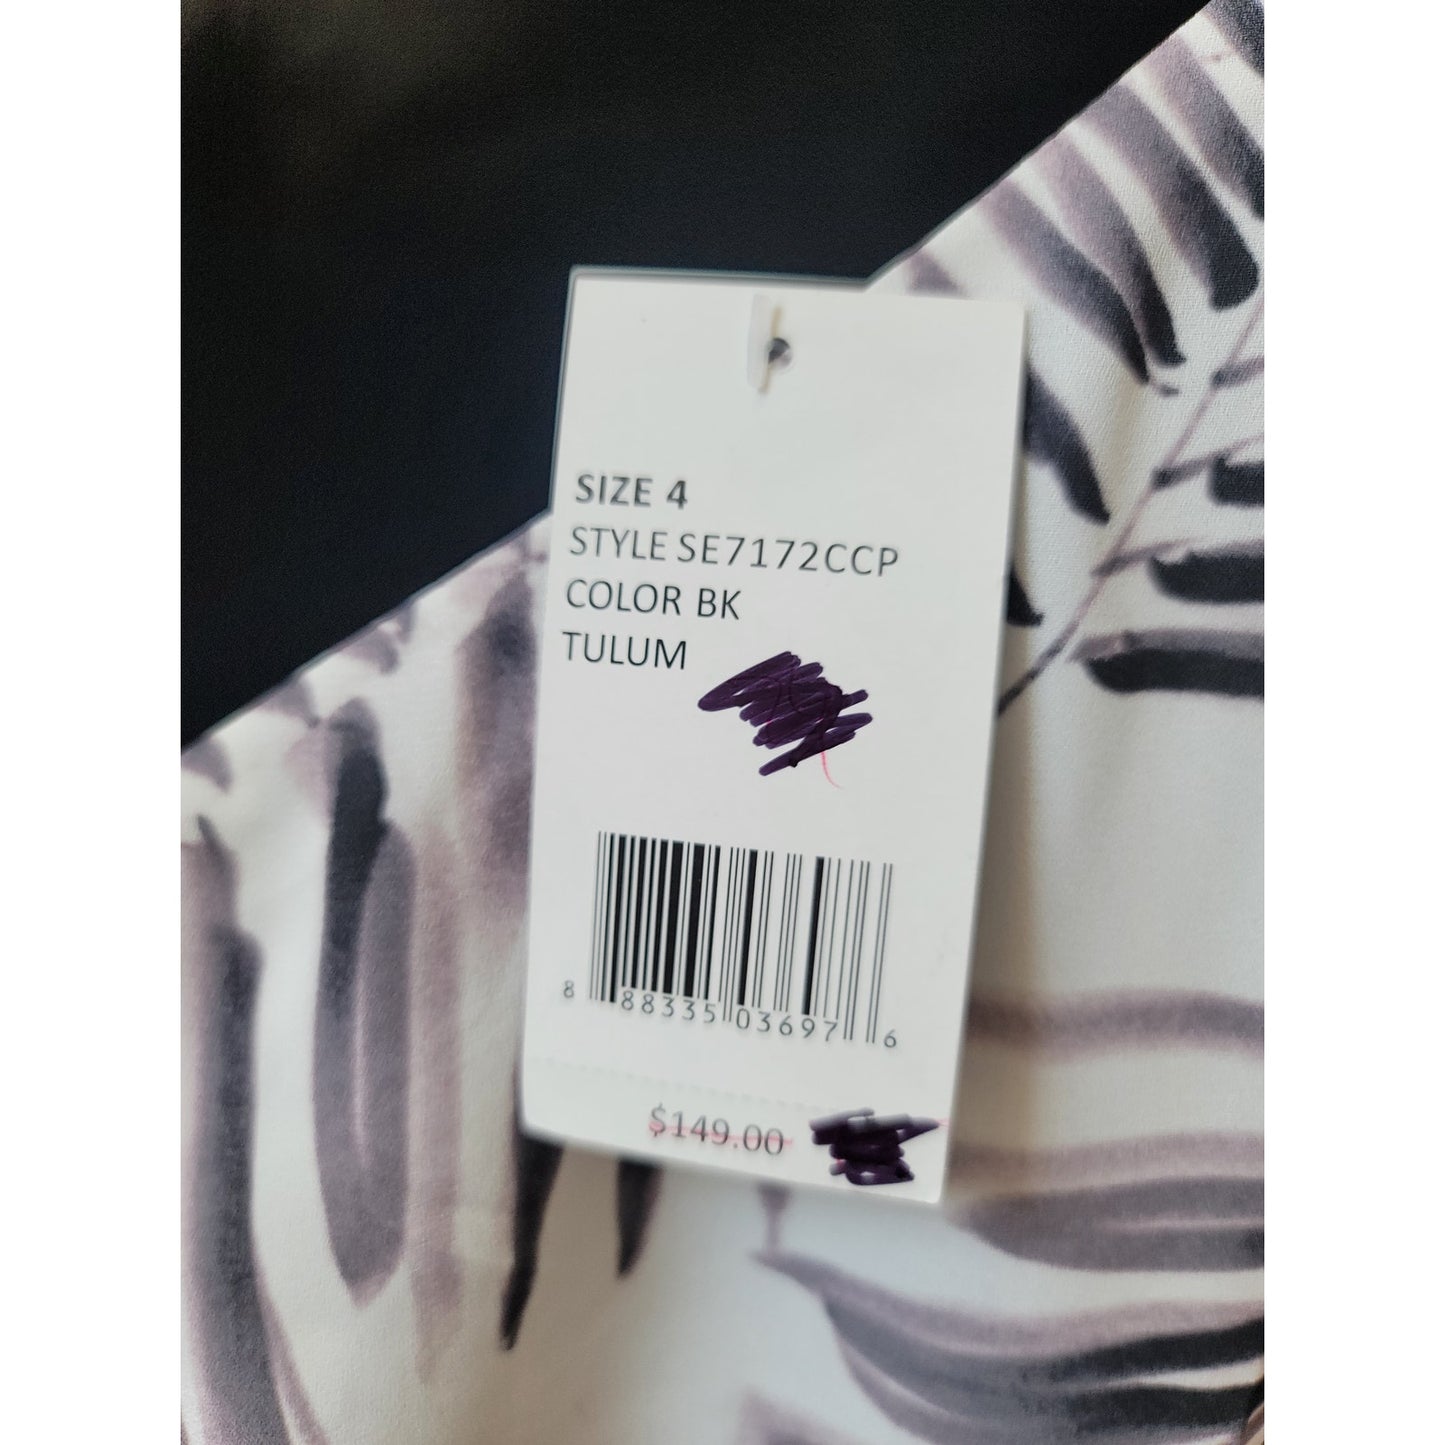 SIZE 4
STYLE SE7172CCP
COLOR BK
TULUM
8 88335 03697 6
$149.00